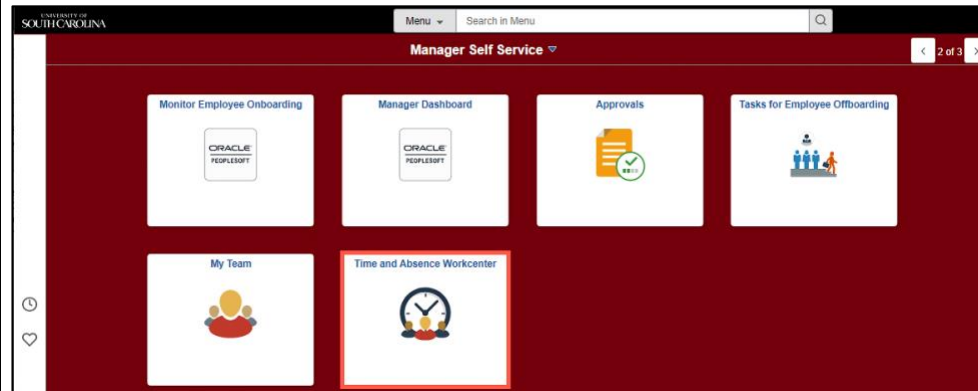 UNIVERSITY OF
SOUTH CAROLINA
Menu
Search in Menu
Manager Self Service
2 of 3
Monitor Employee Onboarding
Manager Dashboard
Approvals
Tasks for Employee Offboarding
ORACLE
PEOPLESOFT
ORACLE
PEOPLESOFT
My Team
Time and Absence Workcenter